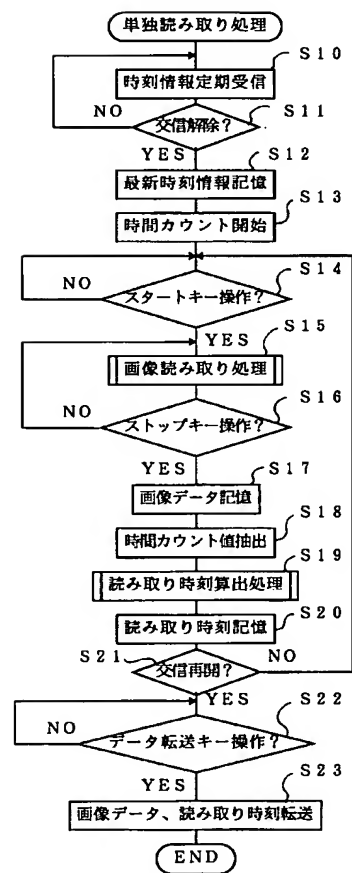 単独読み取り処理
S10
時刻情報定期受信
S11
NO
交信解除?
YES
S12
最新時刻情報記憶
S13
時間カウント開始
S14
NO
スタートキー操作?
YES
S15
画像読み取り処理
S16
NO
ストップキー操作?
YES
S17
画像データ記憶
S18
時間カウント値抽出
S19
読み取り時刻算出処理
S20
読み取り時刻記憶
S21
交信再開?
NO
YES
S22
NO
データ転送キー操作?
YES
S23
画像データ、読み取り時刻転送
END